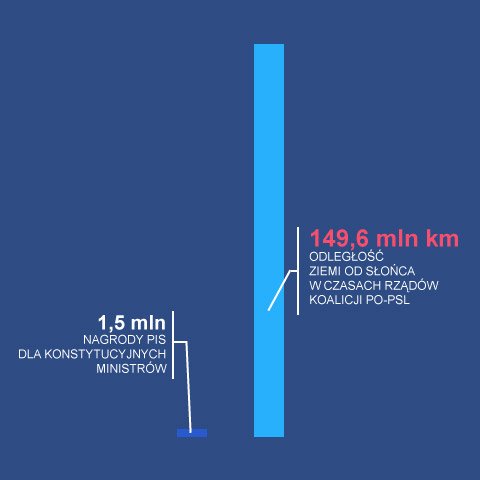 149,6 mln km
ODLEGŁOŚĆ
ZIEMI OD SŁOŃCA
W CZASACH RZĄDÓW
KOALICJI PO-PSL
1,5 mln
NAGRODY PIS
DLA KONSTYTUCYJNYCH
MINISTRÓW